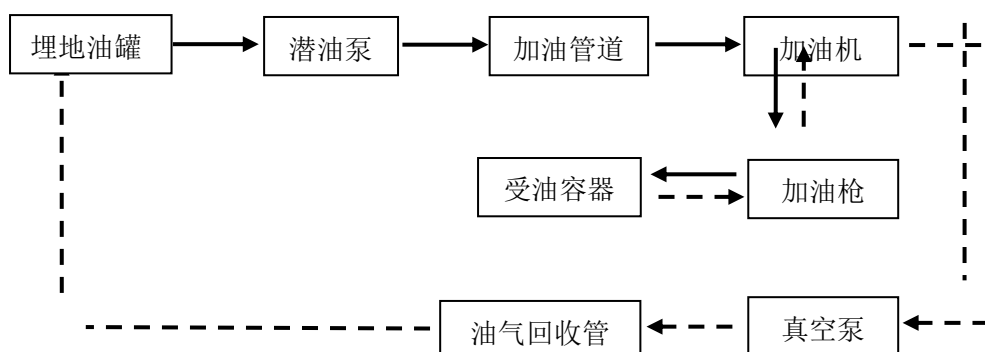 埋地油罐
潜油泵
加油管道
加油机
受油容器
加油枪
油气回收管
真空泵